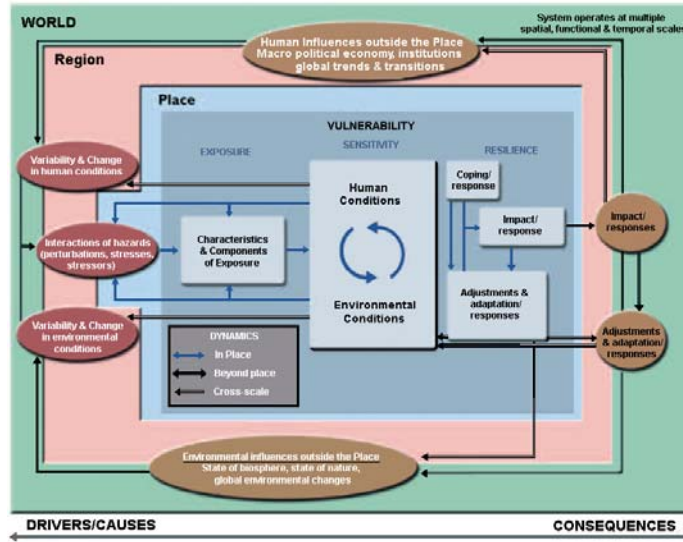 WORLD
System operates at multiple
spatial, functional & temporal scales
Human Influences outside the Place
Macro political economy, institutions
global trends & transitions
Region
Place
VULNERABILITY
EXPOSURE
SENSITIVITY
RESILIENCE
Variability & Change
in human conditions
Interactions of hazards
(perturbations, stresses,
stressors)
Variability & Change
in environmental
conditions
Characteristics
& Components
of Exposure
Human
Conditions
Environmental
Conditions
Coping/
response
Impact/
response
Adjustments &
adaptation/
responses
Impact/
responses
Adjustments
& adaptation/
responses
DYNAMICS
In Place
Beyond place
Cross-scale
Environmental influences outside the Place
State of biosphere, state of nature,
global environmental changes
DRIVERS/CAUSES
CONSEQUENCES